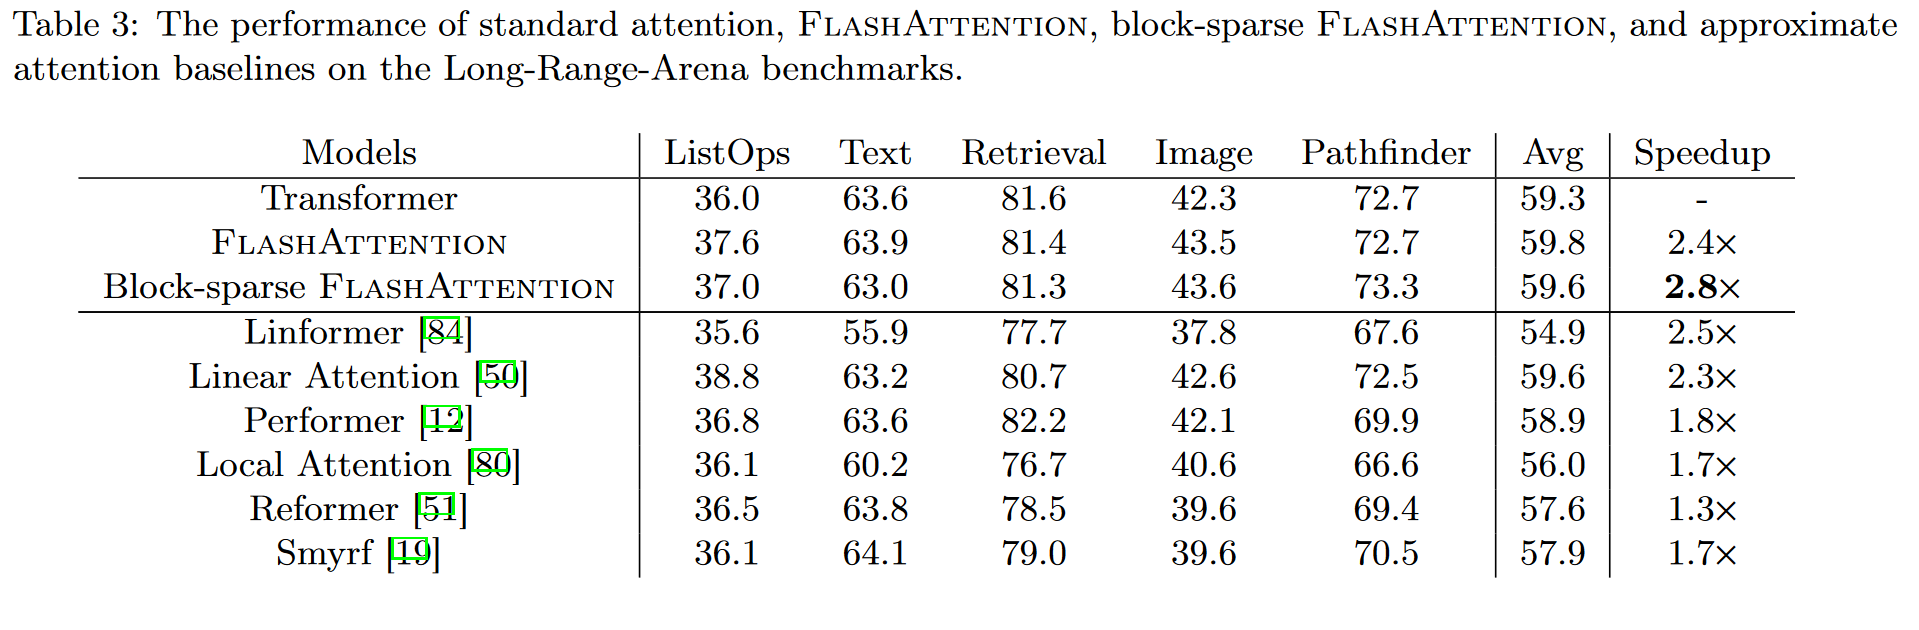 Table 3: The performance of standard attention, FLASHATTENTION, block-sparse FLASHATTENTION, and approximate
attention baselines on the Long-Range-Arena benchmarks.
Models ListOps Text Retrieval Image Pathfinder Avg Speedup
Transformer 36.0 63.6 81.6 42.3 72.7 59.3 -
FLASHATTENTION 37.6 63.9 81.4 43.5 72.7 59.8 2.4×
Block-sparse FLASHATTENTION 37.0 63.0 81.3 43.6 73.3 59.6 2.8×
Linformer [84] 35.6 55.9 77.7 37.8 67.6 54.9 2.5×
Linear Attention [50] 38.8 63.2 80.7 42.6 72.5 59.6 2.3×
Performer [12] 36.8 63.6 82.2 42.1 69.9 58.9 1.8×
Local Attention [80] 36.1 60.2 76.7 40.6 66.6 56.0 1.7×
Reformer [51] 36.5 63.8 78.5 39.6 69.4 57.6 1.3×
Smyrf [19] 36.1 64.1 79.0 39.6 70.5 57.9 1.7×